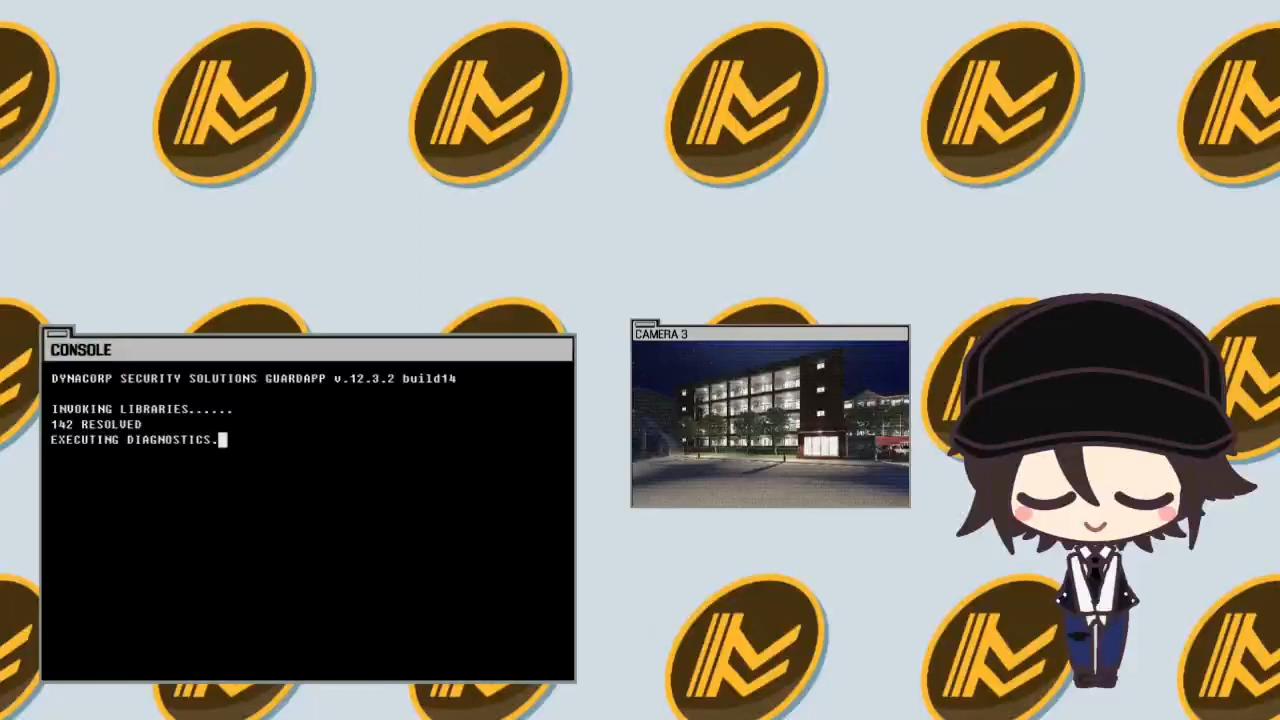 CONSOLE
DYNACORP SECURITY SOLUTIONS GUARDAPP v.12.3.2 build14
INVOKING LIBRARIES......
142 RESOLVED
EXECUTING DIAGNOSTICS.
CAMERA 3